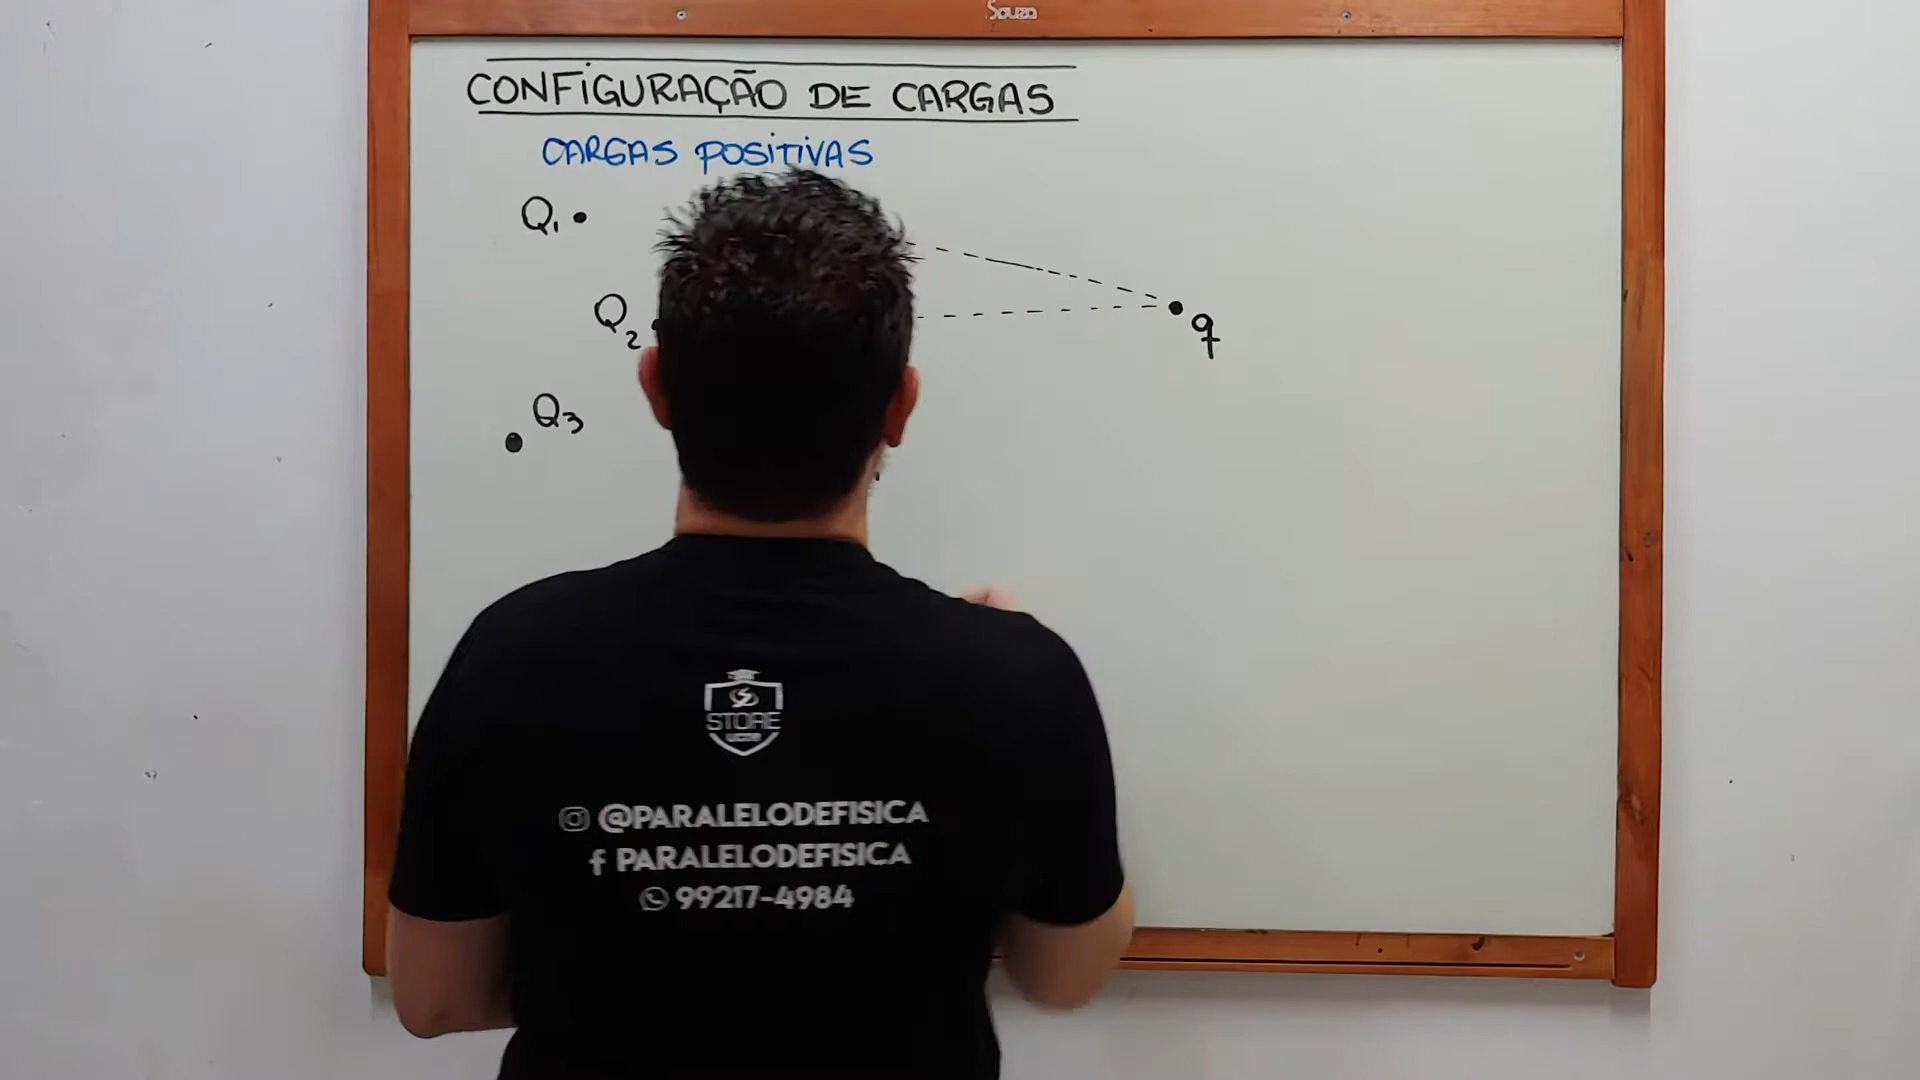 Souza
CONFIGURAÇÃO DE CARGAS
CARGAS POSITIVAS
Q1
Q2
q
Q3
STORE
@PARALELODEFISICA
f PARALELODEFISICA
99217-4984